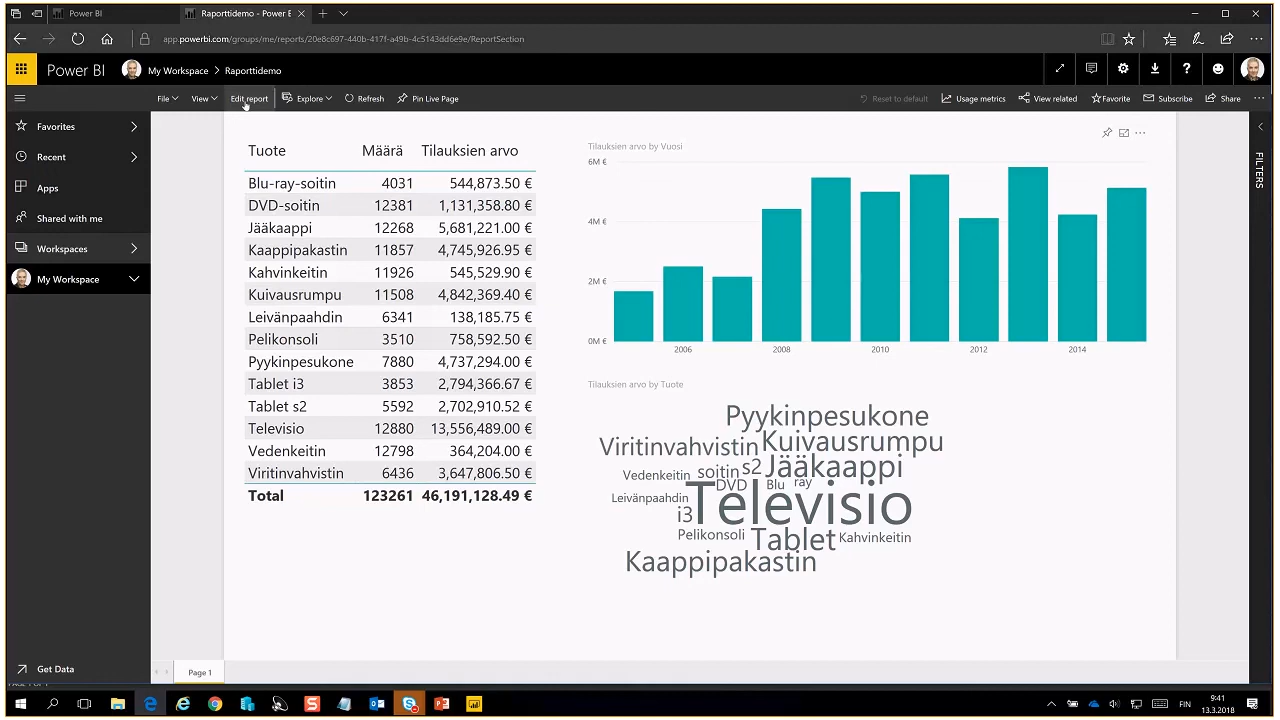 Power BI
Raporttidemo - Power B
app.powerbi.com/groups/me/reports/20e8c697-440b-417f-a49b-4c5143dd6e9e/ReportSection
Power BI
My Workspace > Raporttidemo
File
View
Edit report
Explore
Refresh
Pin Live Page
Reset to default
Usage metrics
View related
Favorite
Subscribe
Share
Favorites
Recent
Apps
Shared with me
Workspaces
My Workspace
Get Data
Tuote Määrä Tilauksien arvo
Blu-ray-soitin 4031 544,873.50 €
DVD-soitin 12381 1,131,358.80 €
Jääkaappi 12268 5,681,221.00 €
Kaappipakastin 11857 4,745,926.95 €
Kahvinkeitin 11926 545,529.90 €
Kuivausrumpu 11508 4,842,369.40 €
Leivänpaahdin 6341 138,185.75 €
Pelikonsoli 3510 758,592.50 €
Pyykinpesukone 7880 4,737,294.00 €
Tablet i3 3853 2,794,366.67 €
Tablet s2 5592 2,702,910.52 €
Televisio 12880 13,556,489.00 €
Vedenkeitin 12798 364,204.00 €
Viritinvahvistin 6436 3,647,806.50 €
Total 123261 46,191,128.49 €
Tilauksien arvo by Vuosi
6M €
4M €
2M €
0M €
2006 2008 2010 2012 2014
Tilauksien arvo by Tuote
Pyykinpesukone
Viritinvahvistin Kuivausrumpu
Vedenkeitin soitin s2 Jääkaappi
DVD Blu ray
Leivänpaahdin Televisio
i3
Pelikonsoli Tablet Kahvinkeitin
Kaappipakastin
FILTERS
Page 1
FIN
9:41
13.3.2018